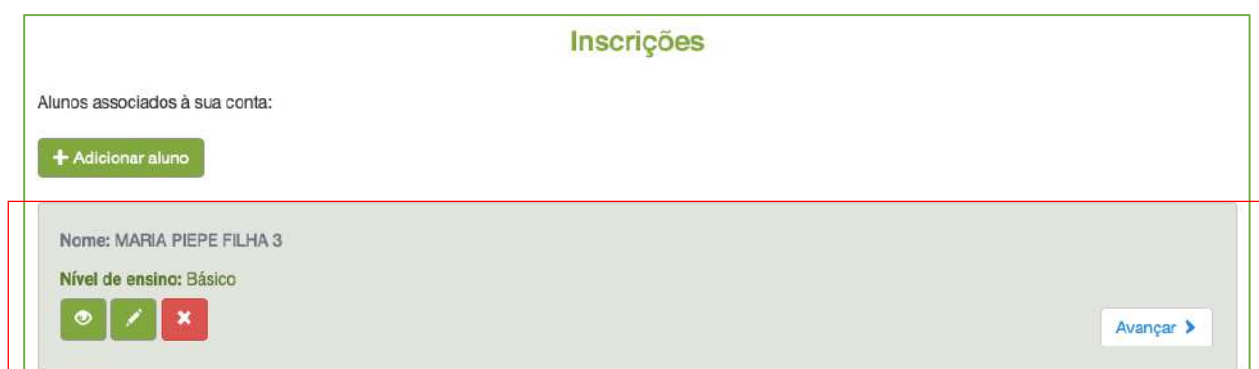 Inscrições
Alunos associados à sua conta:
Adicionar aluno
Nome: MARIA PIEPE FILHA 3
Nível de ensino: Básico
Avançar